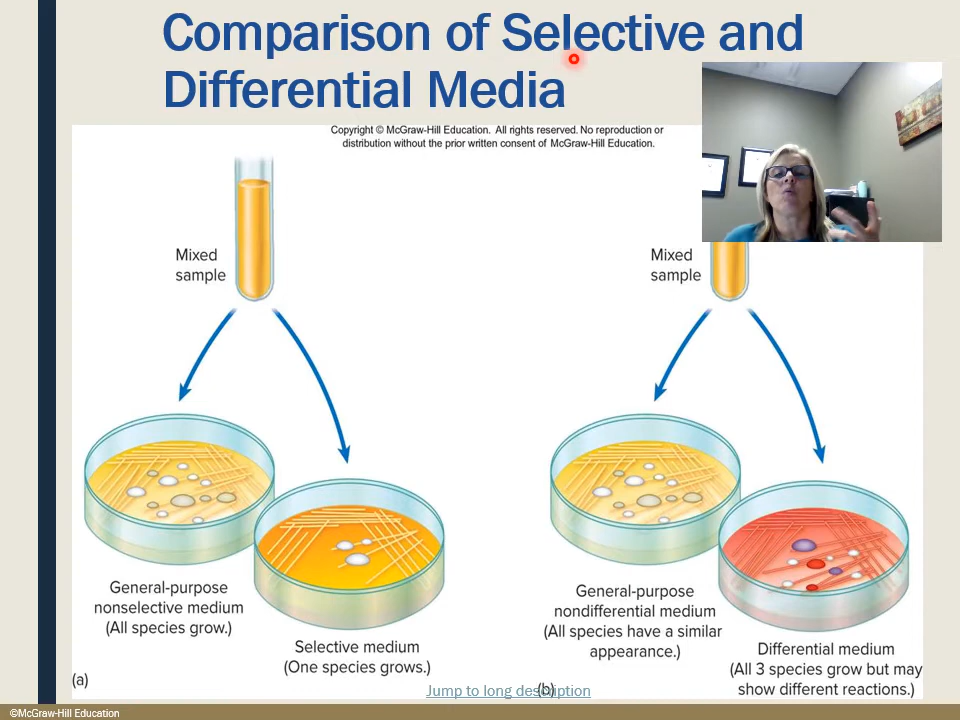 Comparison of Selective and
Differential Media
Copyright © McGraw-Hill Education. All rights reserved. No reproduction or
distribution without the prior written consent of McGraw-Hill Education.
Mixed
sample
General-purpose
nonselective medium
(All species grow.)
Selective medium
(One species grows.)
(a)
Mixed
sample
General-purpose
nondifferential medium
(All species have a similar
appearance.)
Differential medium
(All 3 species grow but may
show different reactions.)
(b)
Jump to long description
©McGraw-Hill Education